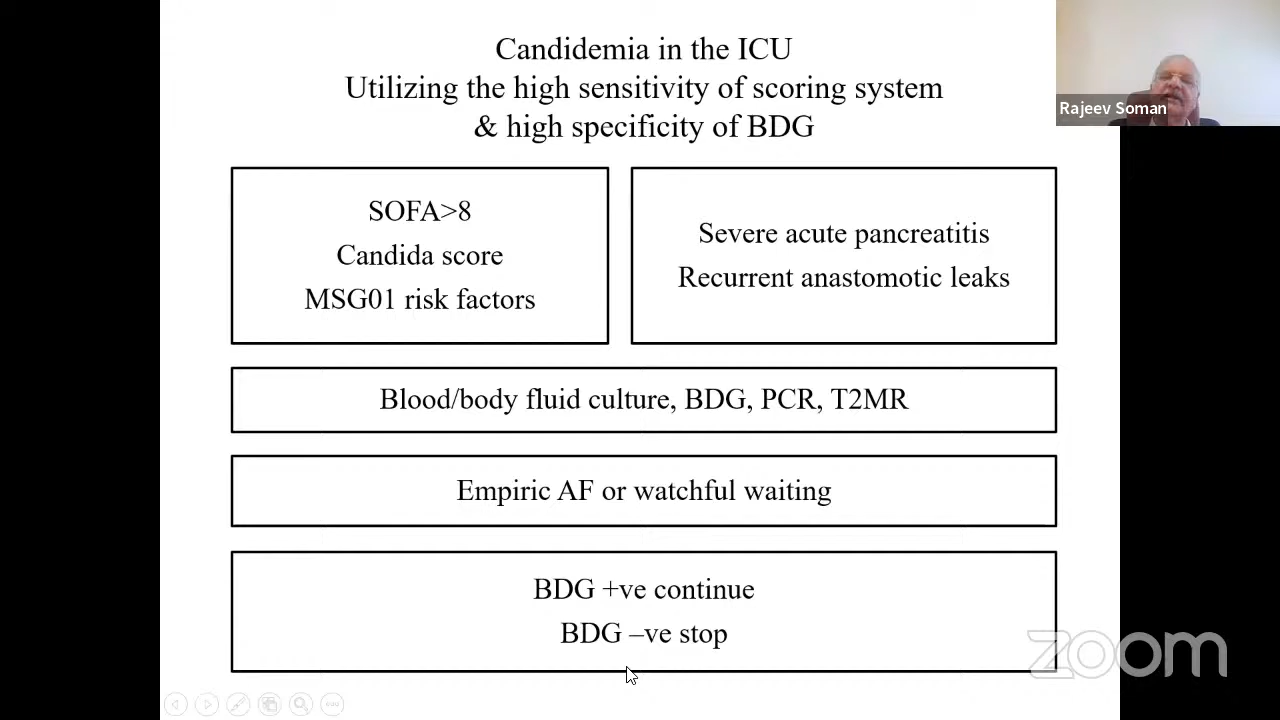 Candidemia in the ICU
Utilizing the high sensitivity of scoring system
& high specificity of BDG
SOFA>8
Candida score
MSG01 risk factors
Severe acute pancreatitis
Recurrent anastomotic leaks
Blood/body fluid culture, BDG, PCR, T2MR
Empiric AF or watchful waiting
BDG +ve continue
BDG –ve stop
Rajeev Soman
zoom